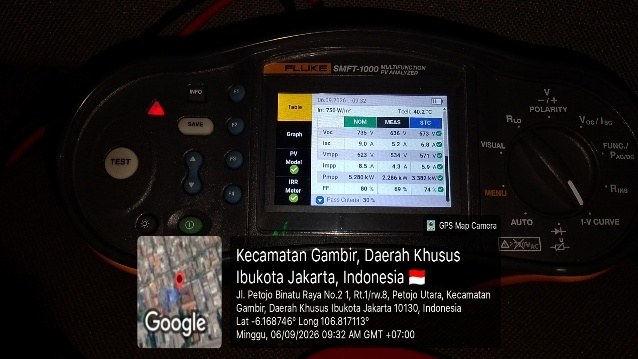 FLUKE SMFT-1000 MULTIFUNCTION PV ANALYZER
INFO
SAVE
TEST
F1
F2
F3
F4
MENU
VISUAL
RLO
V
-/+
POLARITY
VOC / ISC
FUNC./
PAC/DC
RINS
I-V CURVE
AUTO
Table
Graph
PV
Model
IRR
Meter
06.09.2026 09:32
Irr: 750 W/m²
40.2°C
NOM MEAS STC
Voc 706 V 636 V 673 V
Isc 9.0 A 5.2 A 6.8 A
Vmpp 623 V 534 V 571 V
Impp 8.5 A 4.3 A 5.9 A
Pmpp 5.280 kW 2.286 kW 3.382 kW
FF 80 % 69 % 74 %
Pass Criteria: 30 %
GPS Map Camera
Google
Kecamatan Gambir, Daerah Khusus
Ibukota Jakarta, Indonesia 🇮🇩
Jl. Petojo Binatu Raya No.2 1, Rt.1/rw.8, Petojo Utara, Kecamatan
Gambir, Daerah Khusus Ibukota Jakarta 10130, Indonesia
Lat -6.168746° Long 106.817113°
Minggu, 06/09/2026 09:32 AM GMT +07:00